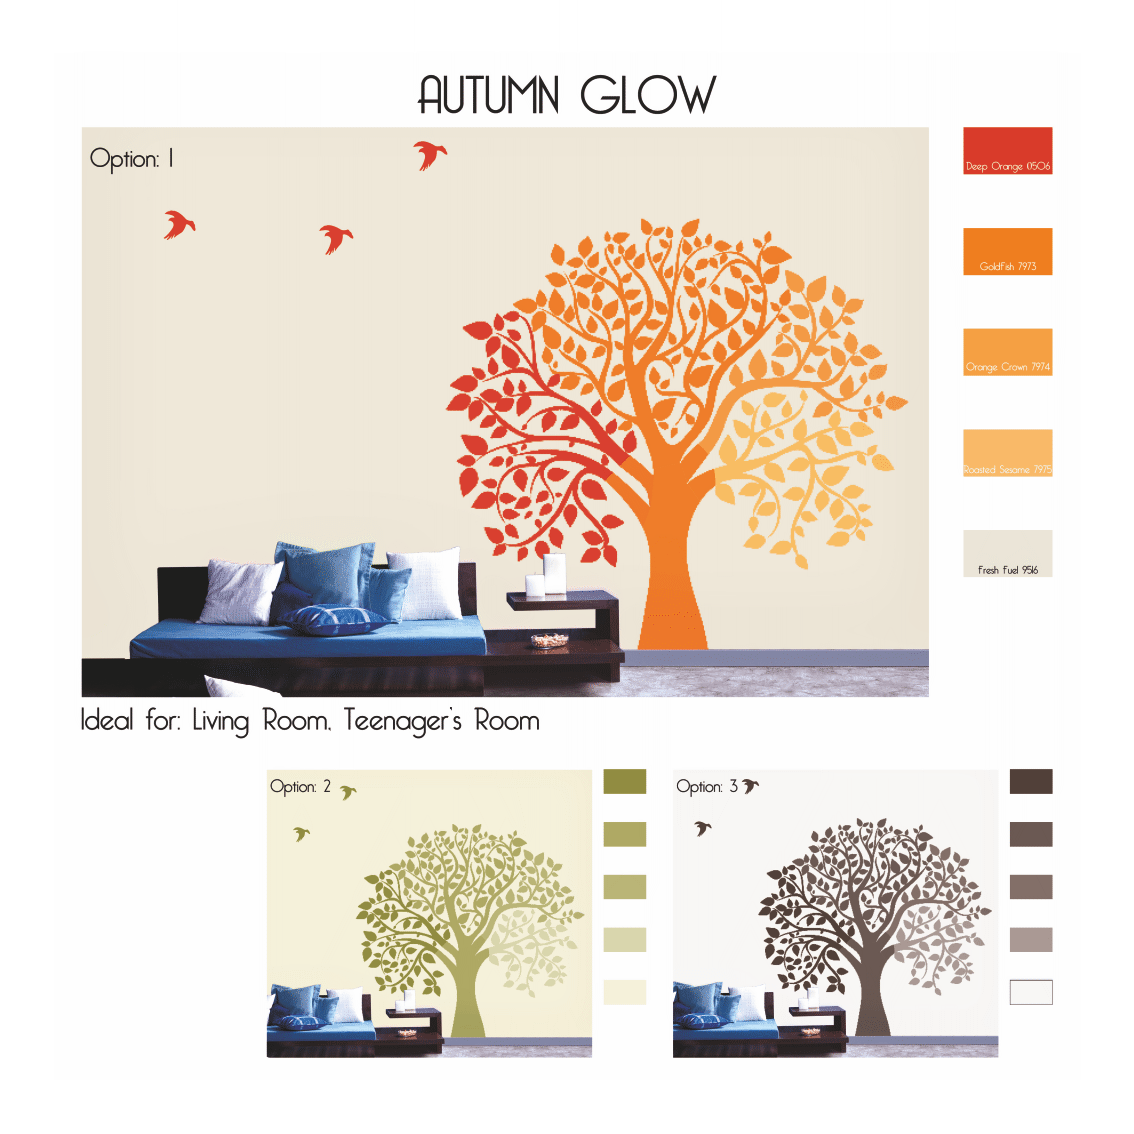 AUTUMN GLOW
Option: 1
Deep Orange 0506
GoldFish 7973
Orange Crown 7974
Roasted Sesame 7975
Fresh Fuel 9516
Ideal for: Living Room, Teenager's Room
Option: 2
Option: 3